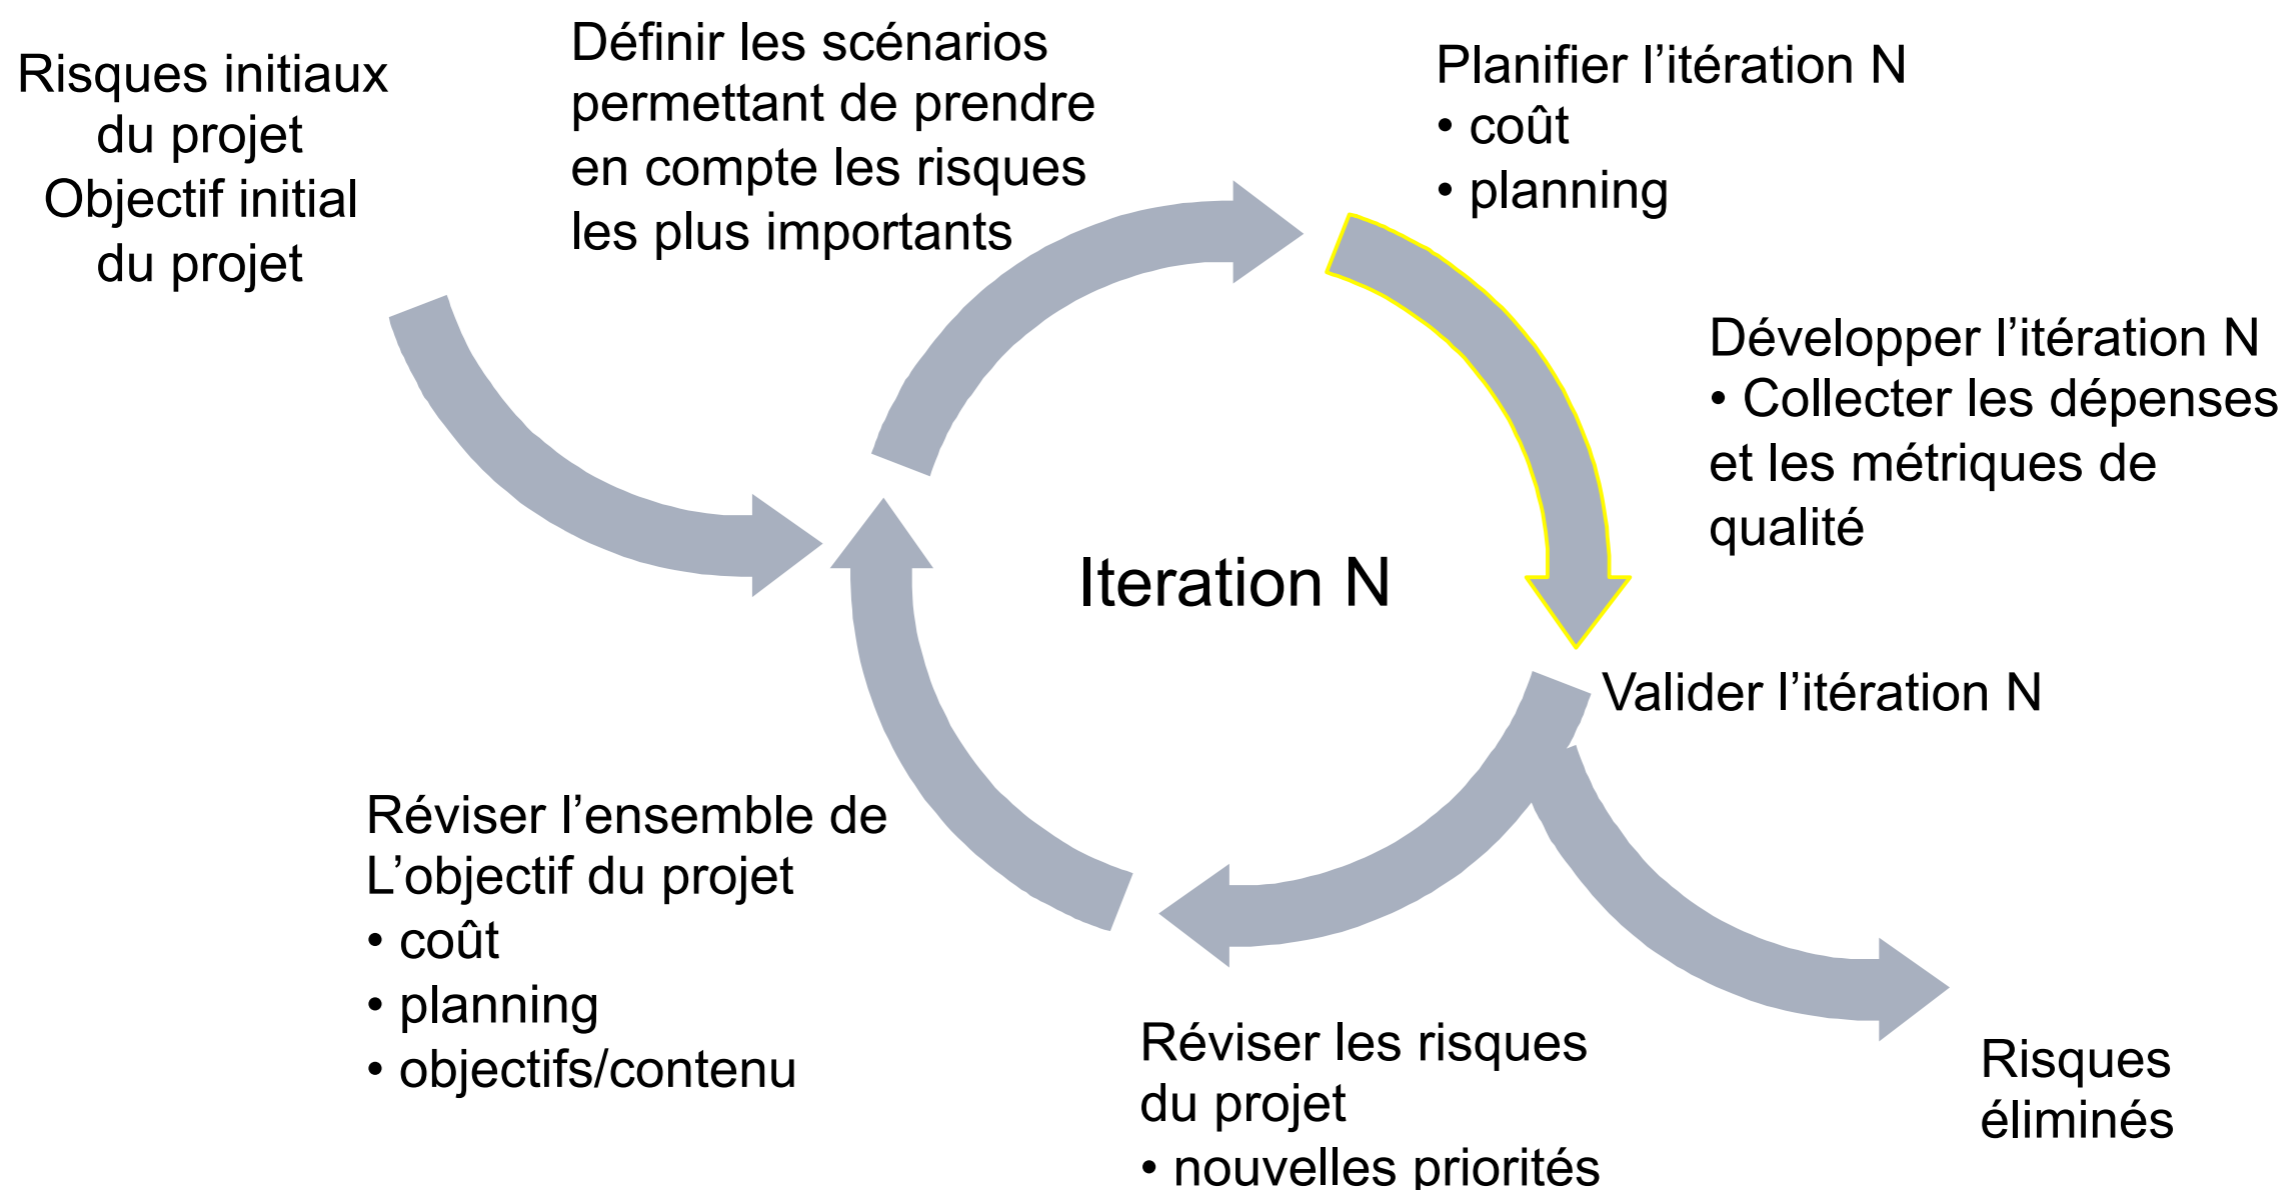 Risques initiaux
du projet
Objectif initial
du projet
Définir les scénarios
permettant de prendre
en compte les risques
les plus importants
Planifier l’itération N
• coût
• planning
Développer l’itération N
• Collecter les dépenses
et les métriques de
qualité
Iteration N
Valider l’itération N
Réviser l’ensemble de
L’objectif du projet
• coût
• planning
• objectifs/contenu
Réviser les risques
du projet
• nouvelles priorités
Risques
éliminés